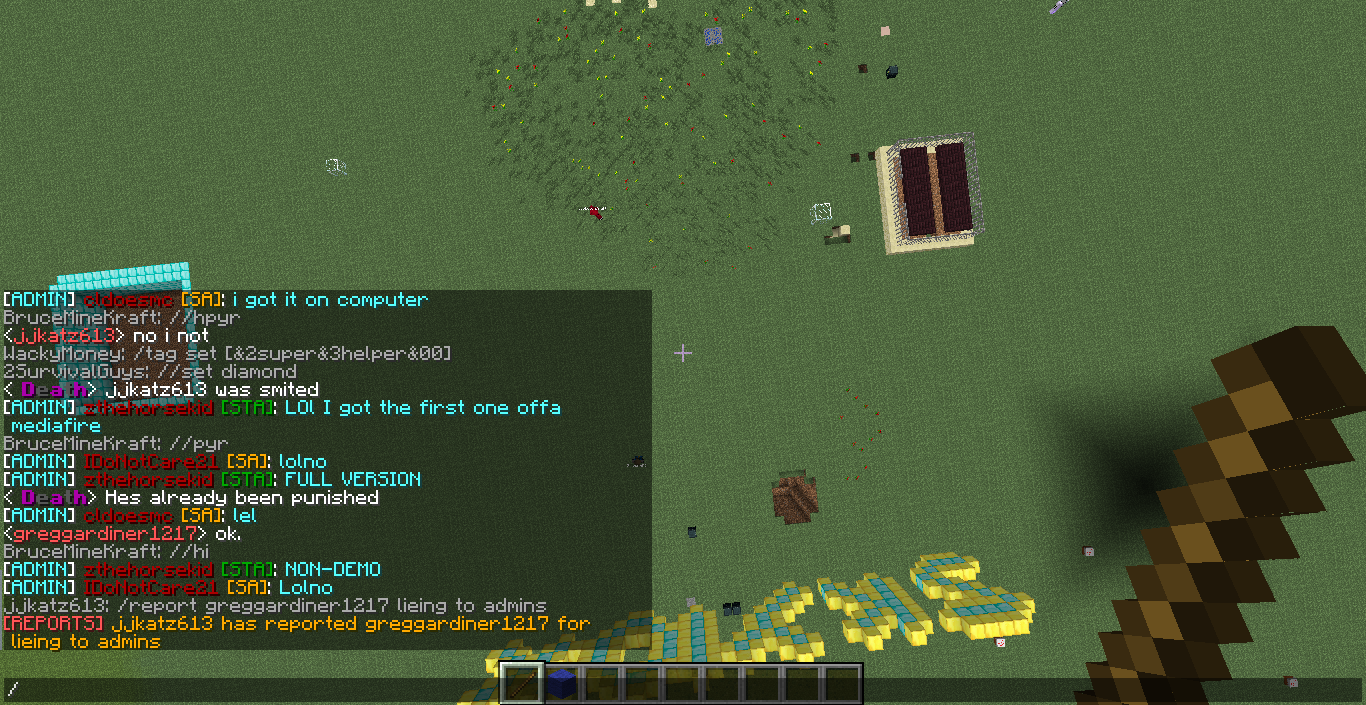 [ADMIN] cldoesmc [SA]: i got it on computer
BruceMineKraft: //hpyr
<jjkatz613> no i not
WackyMoney: /tag set [&2super&3helper&00]
2SurvivalGuys: //set diamond
< Death> jjkatz613 was smited
[ADMIN] zthehorsekid [STA]: LOl I got the first one offa
mediafire
BruceMineKraft: //pyr
[ADMIN] IDoNotCare21 [SA]: lolno
[ADMIN] zthehorsekid [STA]: FULL VERSION
< Death> Hes already been punished
[ADMIN] cldoesmc [SA]: lel
<greggardiner1217> ok.
BruceMineKraft: //hi
[ADMIN] zthehorsekid [STA]: NON-DEMO
[ADMIN] IDoNotCare21 [SA]: Lolno
jjkatz613: /report greggardiner1217 lieing to admins
[REPORTS] jjkatz613 has reported greggardiner1217 for
lieing to admins
/